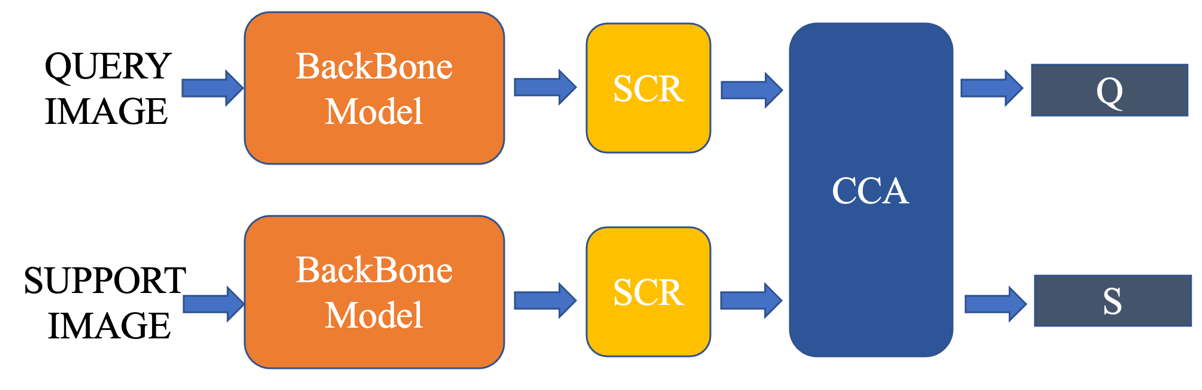 QUERY
IMAGE
BackBone
Model
SCR
CCA
Q
SUPPORT
IMAGE
BackBone
Model
SCR
S